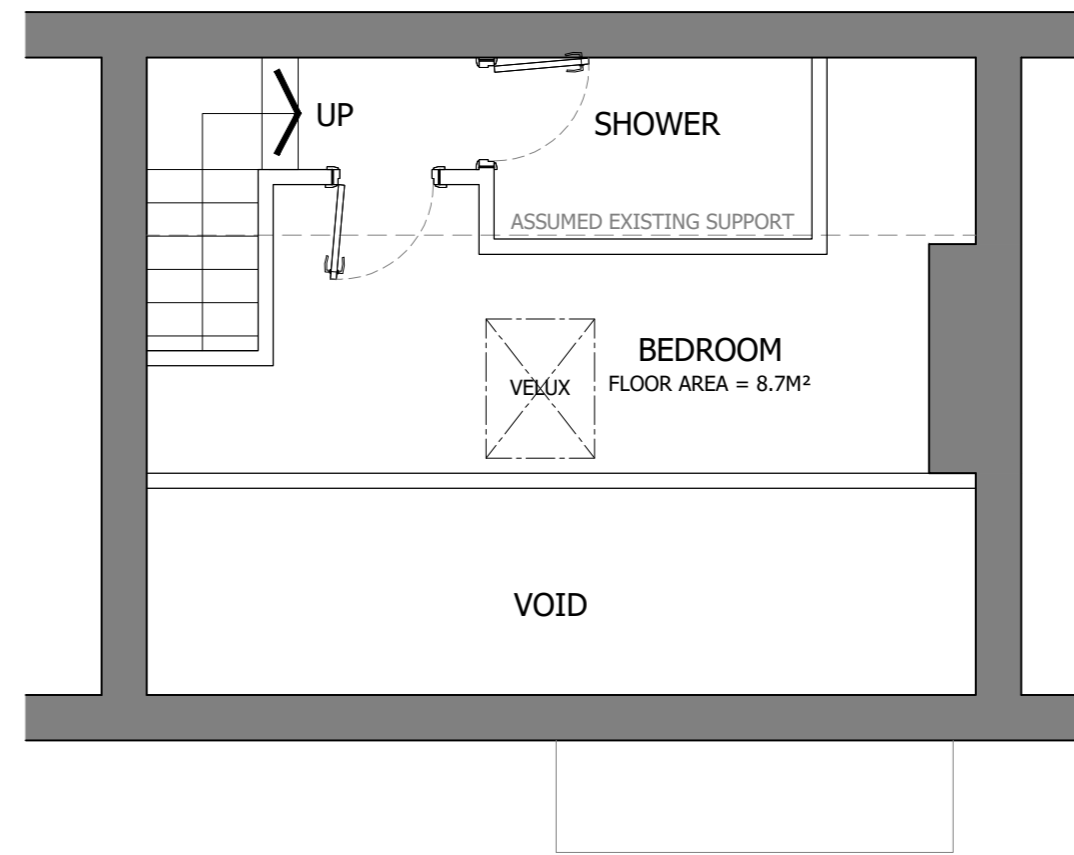 UP
SHOWER
ASSUMED EXISTING SUPPORT
BEDROOM
FLOOR AREA = 8.7M²
VELUX
VOID